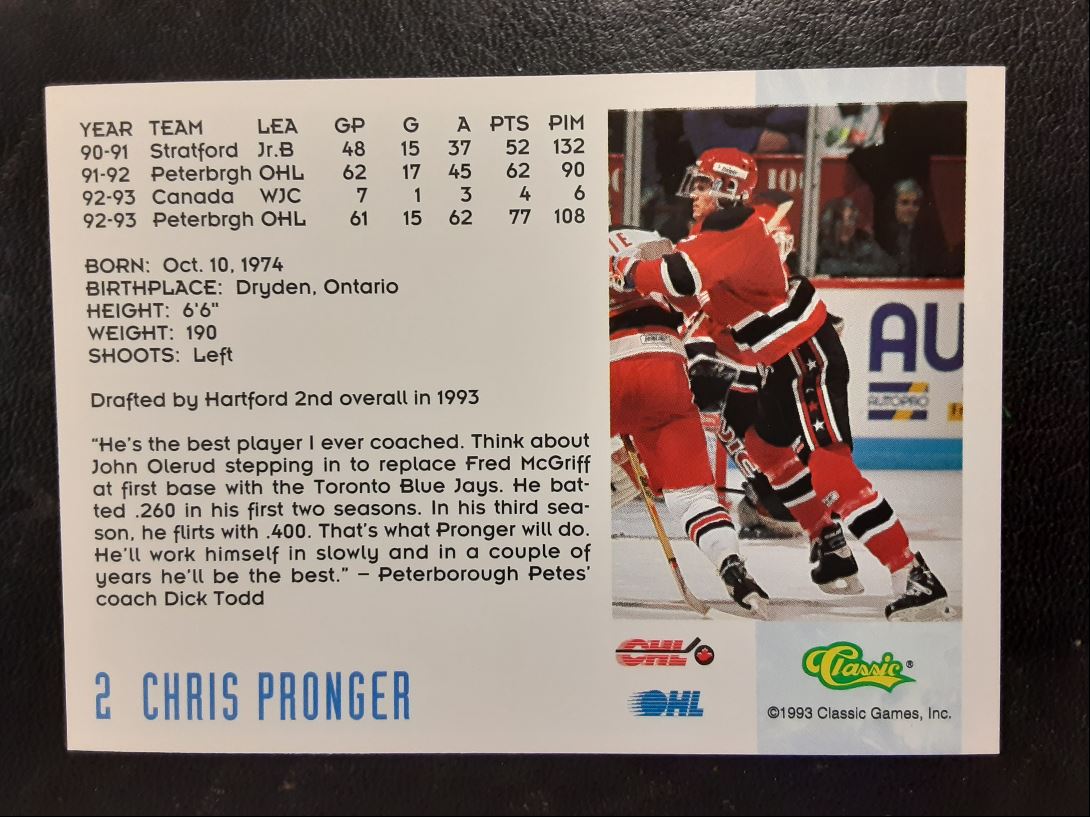 YEAR TEAM LEA GP G A PTS PIM
90-91 Stratford Jr.B 48 15 37 52 132
91-92 Peterbrgh OHL 62 17 45 62 90
92-93 Canada WJC 7 1 3 4 6
92-93 Peterbrgh OHL 61 15 62 77 108
BORN: Oct. 10, 1974
BIRTHPLACE: Dryden, Ontario
HEIGHT: 6'6"
WEIGHT: 190
SHOOTS: Left
Drafted by Hartford 2nd overall in 1993
"He's the best player I ever coached. Think about
John Olerud stepping in to replace Fred McGriff
at first base with the Toronto Blue Jays. He bat-
ted .260 in his first two seasons. In his third sea-
son, he flirts with .400. That's what Pronger will do.
He'll work himself in slowly and in a couple of
years he'll be the best." – Peterborough Petes'
coach Dick Todd
2 CHRIS PRONGER
AU
AUTOPRO
CHL
OHL
Classic®
©1993 Classic Games, Inc.